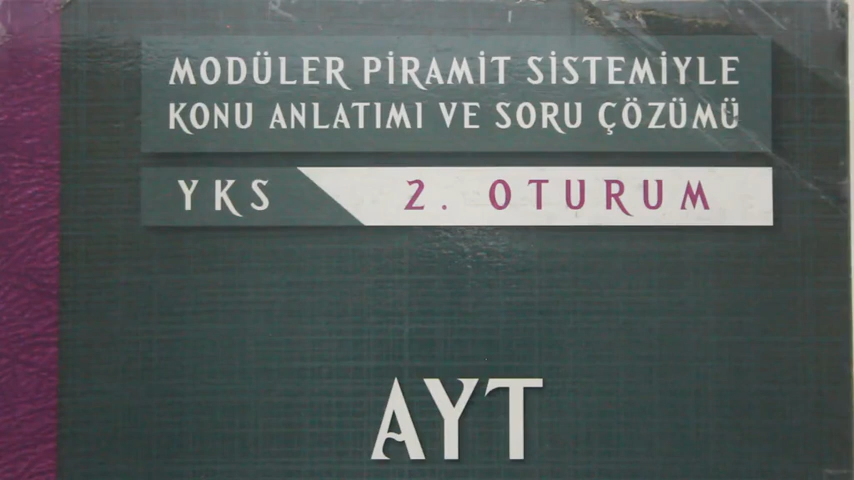 MODÜLER PİRAMİT SİSTEMİYLE
KONU ANLATIMI VE SORU ÇÖZÜMÜ
YKS 2. OTURUM
AYT